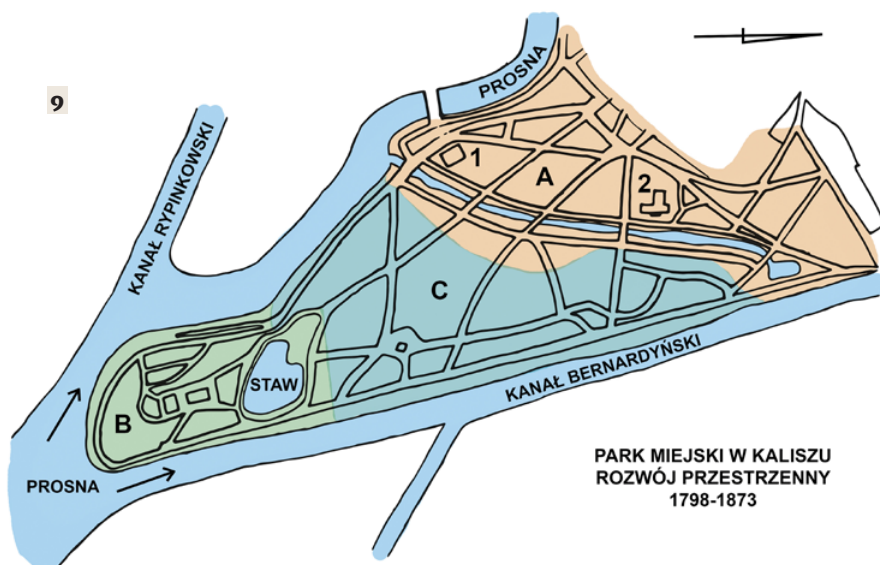 9
PROSNA
KANAŁ RYPINKOWSKI
1
A
2
C
STAW
B
KANAŁ BERNARDYŃSKI
PROSNA
PARK MIEJSKI W KALISZU
ROZWÓJ PRZESTRZENNY
1798-1873